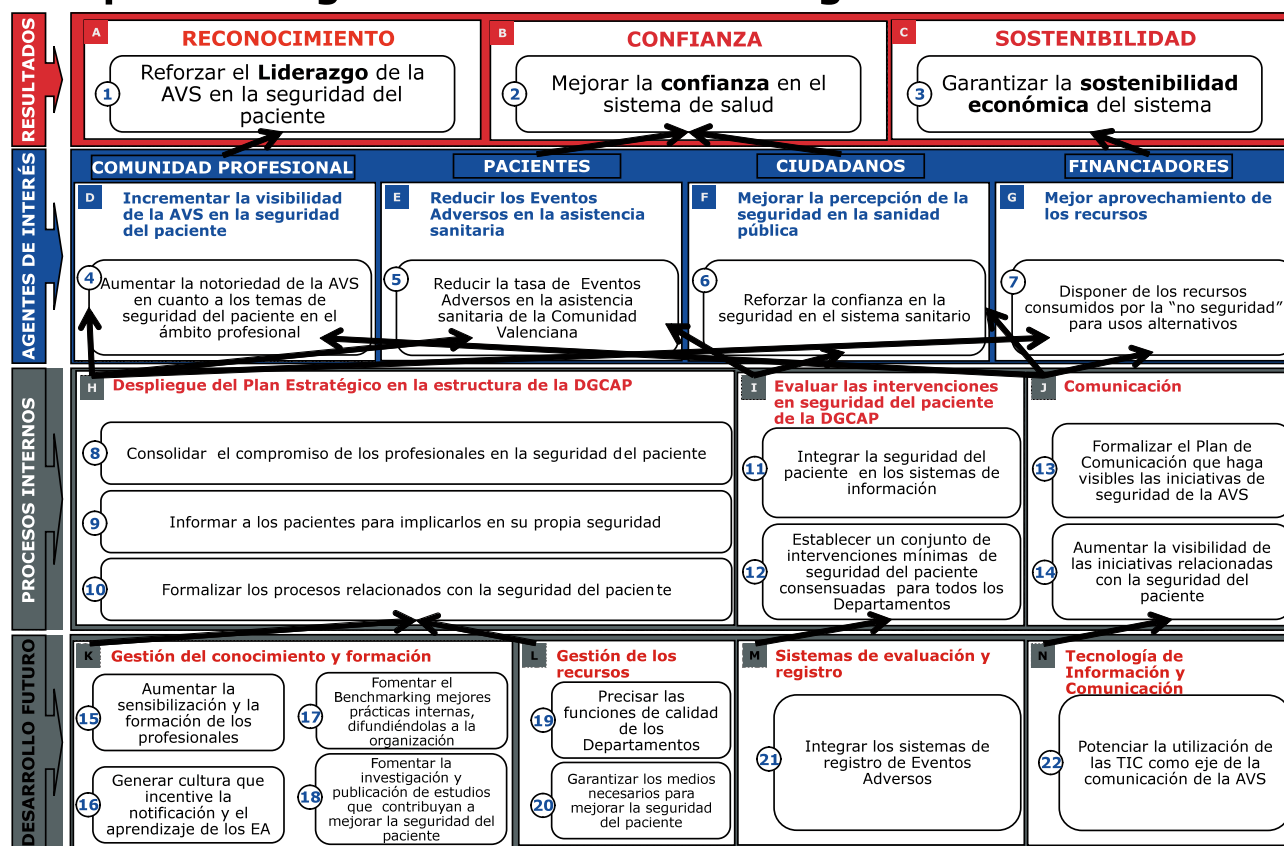 RESULTADOS
A
RECONOCIMIENTO
1
Reforzar el Liderazgo de la
AVS en la seguridad del
paciente
B
CONFIANZA
2
Mejorar la confianza en el
sistema de salud
C
SOSTENIBILIDAD
3
Garantizar la sostenibilidad
económica del sistema
AGENTES DE INTERÉS
COMUNIDAD PROFESIONAL
PACIENTES
CIUDADANOS
FINANCIADORES
D
Incrementar la visibilidad
de la AVS en la seguridad
del paciente
4
Aumentar la notoriedad de la AVS
en cuanto a los temas de
seguridad del paciente en el
ámbito profesional
E
Reducir los Eventos
Adversos en la asistencia
sanitaria
5
Reducir la tasa de Eventos
Adversos en la asistencia
sanitaria de la Comunidad
Valenciana
F
Mejorar la percepción de la
seguridad en la sanidad
pública
6
Reforzar la confianza en la
seguridad en el sistema sanitario
G
Mejor aprovechamiento de
los recursos
7
Disponer de los recursos
consumidos por la “no seguridad”
para usos alternativos
PROCESOS INTERNOS
H
Despliegue del Plan Estratégico en la estructura de la DGCAP
8
Consolidar el compromiso de los profesionales en la seguridad del paciente
9
Informar a los pacientes para implicarlos en su propia seguridad
10
Formalizar los procesos relacionados con la seguridad del paciente
I
Evaluar las intervenciones
en seguridad del paciente
de la DGCAP
11
Integrar la seguridad del
paciente en los sistemas de
información
12
Establecer un conjunto de
intervenciones mínimas de
seguridad del paciente
consensuadas para todos los
Departamentos
J
Comunicación
13
Formalizar el Plan de
Comunicación que haga
visibles las iniciativas de
seguridad de la AVS
14
Aumentar la visibilidad de
las iniciativas relacionadas
con la seguridad del
paciente
DESARROLLO FUTURO
K
Gestión del conocimiento y formación
15
Aumentar la
sensibilización y la
formación de los
profesionales
16
Generar cultura que
incentive la
notificación y el
aprendizaje de los EA
17
Fomentar el
Benchmarking mejores
prácticas internas,
difundiéndolas a la
organización
18
Fomentar la
investigación y
publicación de estudios
que contribuyan a
mejorar la seguridad del
paciente
L
Gestión de los
recursos
19
Precisar las
funciones de calidad
de los
Departamentos
20
Garantizar los medios
necesarios para
mejorar la seguridad
del paciente
M
Sistemas de evaluación y
registro
21
Integrar los sistemas de
registro de Eventos
Adversos
N
Tecnología de
Información y
Comunicación
22
Potenciar la utilización de
las TIC como eje de la
comunicación de la AVS